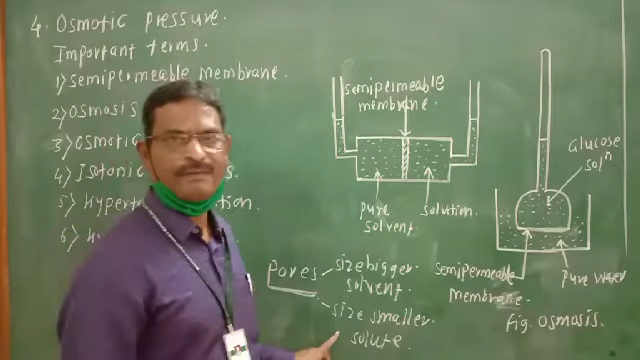 4. Osmotic pressure.
Important terms.
1) Semipermeable membrane.
2) Osmosis
3) Osmotic
4) Isotonic
5)
6)
semipermeable
membrane.
pure
solvent.
solution.
Pores
size bigger
solvent.
size smaller.
solute.
Glucose
soln
semipermeable
membrane.
pure water
Fig. osmosis.